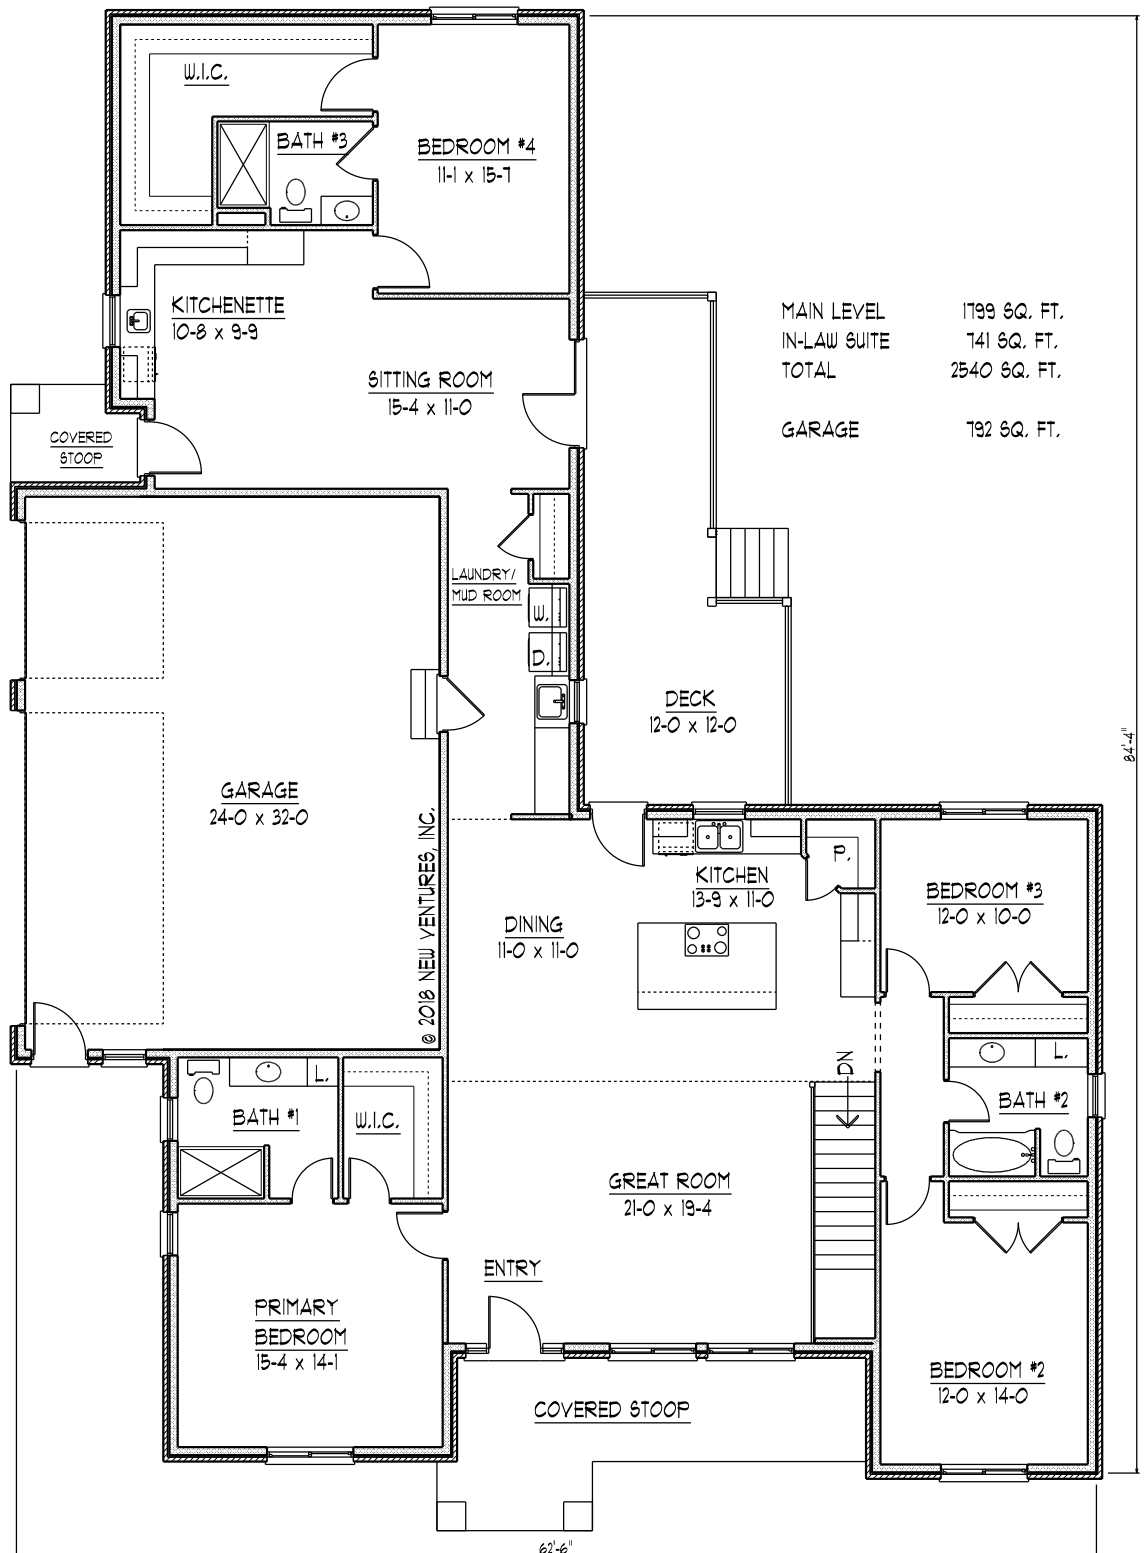 W.I.C.
BATH #3
BEDROOM #4
11-1 x 15-7
KITCHENETTE
10-8 x 9-9
MAIN LEVEL 1799 SQ. FT.
IN-LAW SUITE 741 SQ. FT.
TOTAL 2540 SQ. FT.
GARAGE 792 SQ. FT.
SITTING ROOM
15-4 x 11-0
COVERED
STOOP
LAUNDRY/
MUD ROOM
W.
D.
DECK
12-0 x 12-0
84'-4"
GARAGE
24-0 x 32-0
© 2018 NEW VENTURES, INC.
KITCHEN
13-9 x 11-0
P.
BEDROOM #3
12-0 x 10-0
DINING
11-0 x 11-0
DN
L.
BATH #2
L.
BATH #1
W.I.C.
GREAT ROOM
21-0 x 19-4
ENTRY
PRIMARY
BEDROOM
15-4 x 14-1
BEDROOM #2
12-0 x 14-0
COVERED STOOP
62'-6"